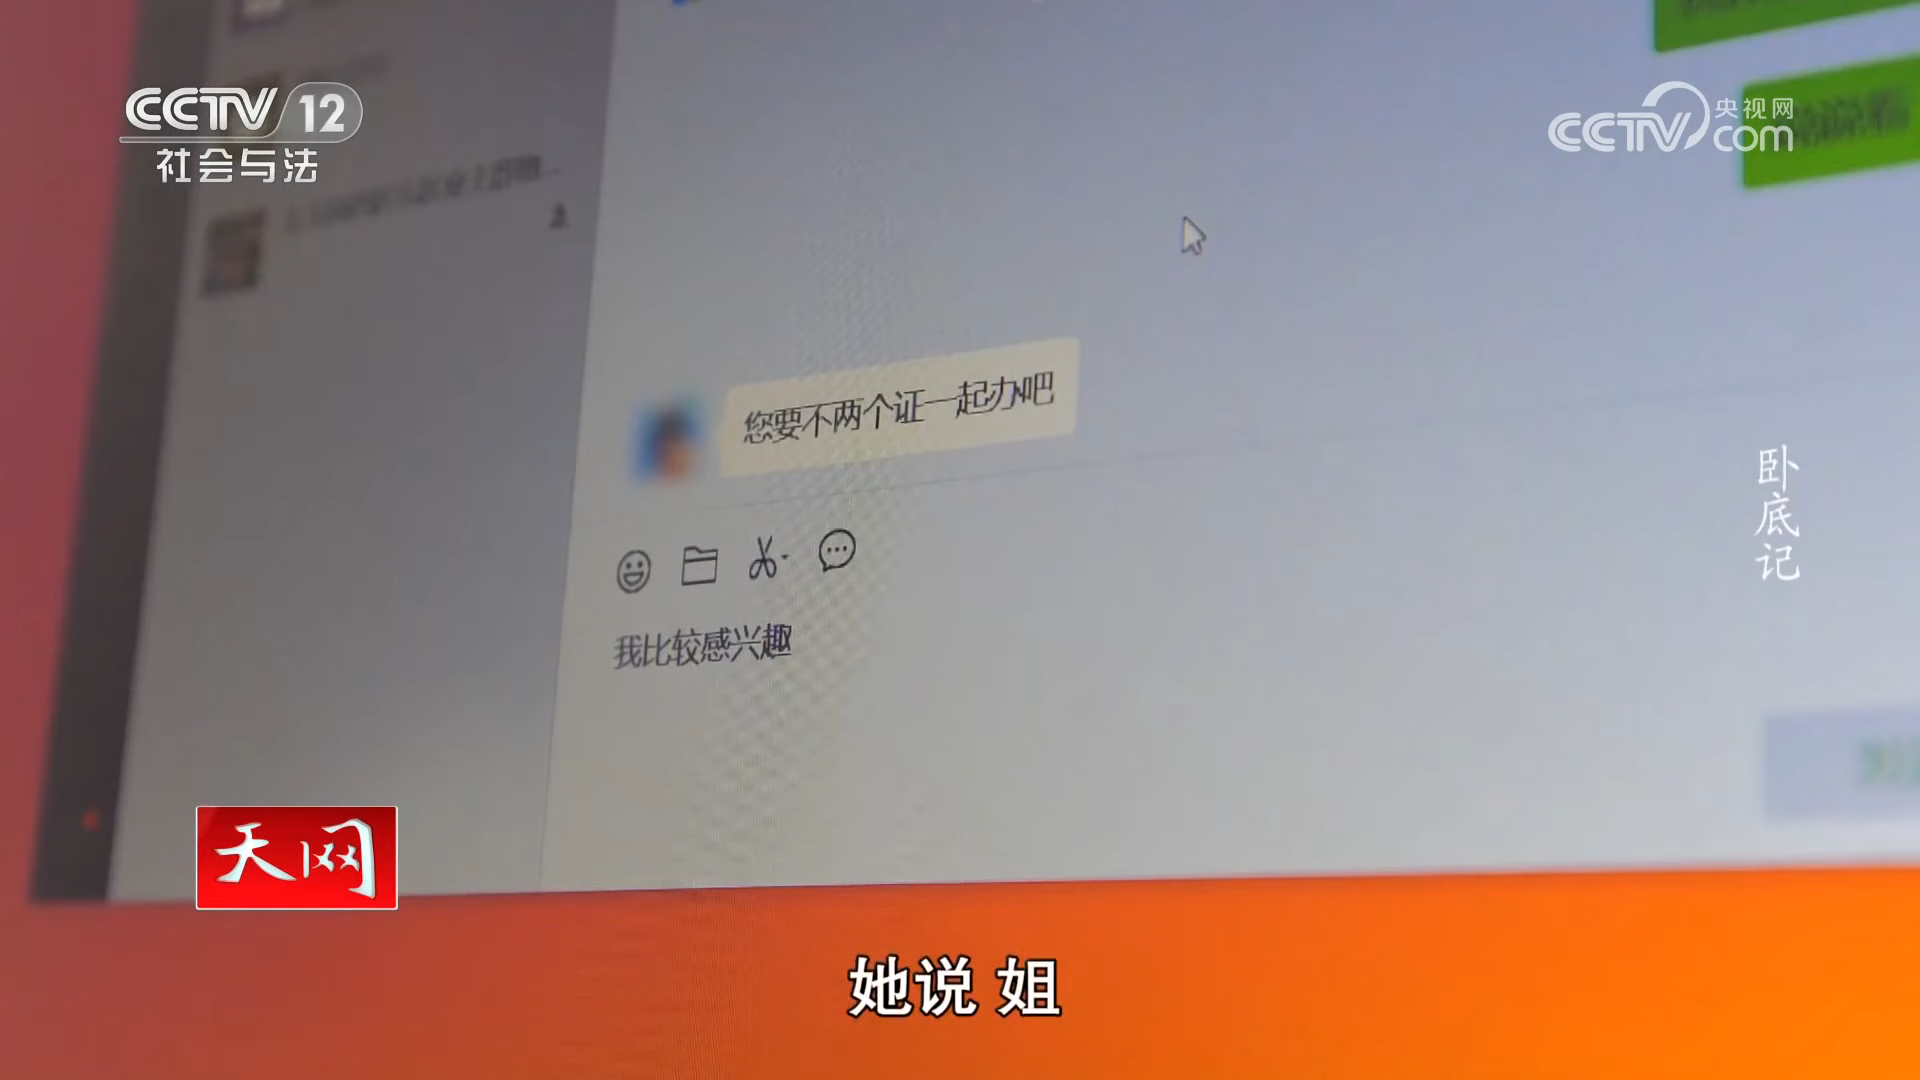 CCTV 12
社会与法
央视网
CCTV.com
您要不两个证一起办吧
我比较感兴趣
卧底记
天网
她说 姐